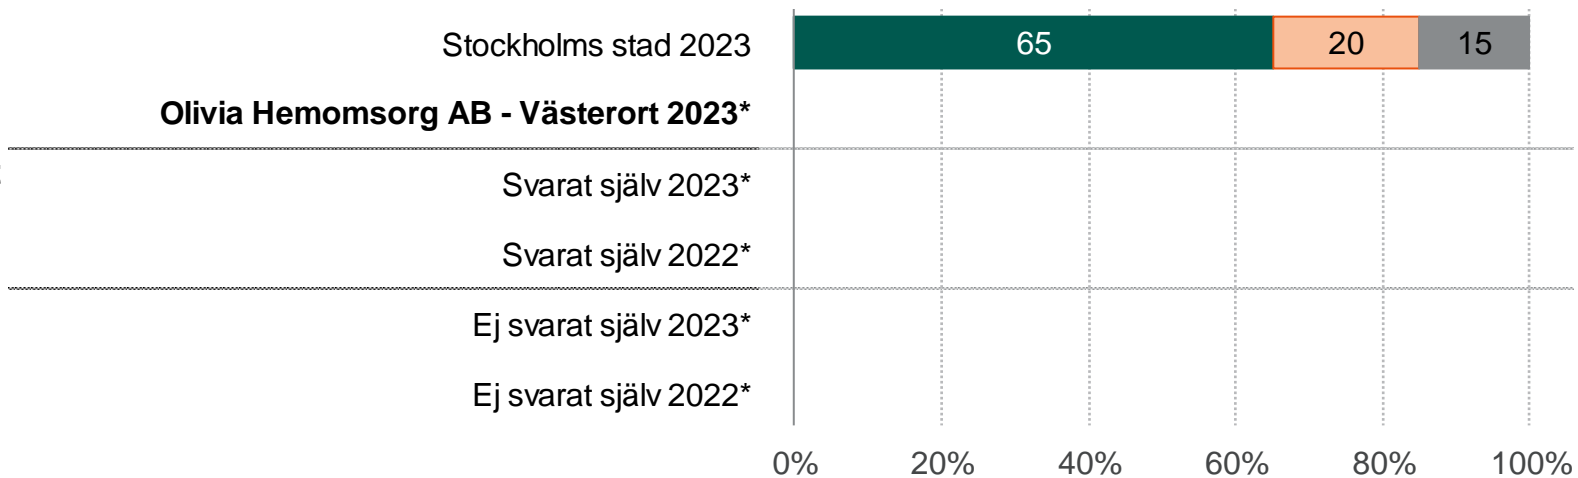 Stockholms stad 2023
65 20 15
Olivia Hemomsorg AB - Västerort 2023*
Svarat själv 2023*
Svarat själv 2022*
Ej svarat själv 2023*
Ej svarat själv 2022*
0% 20% 40% 60% 80% 100%